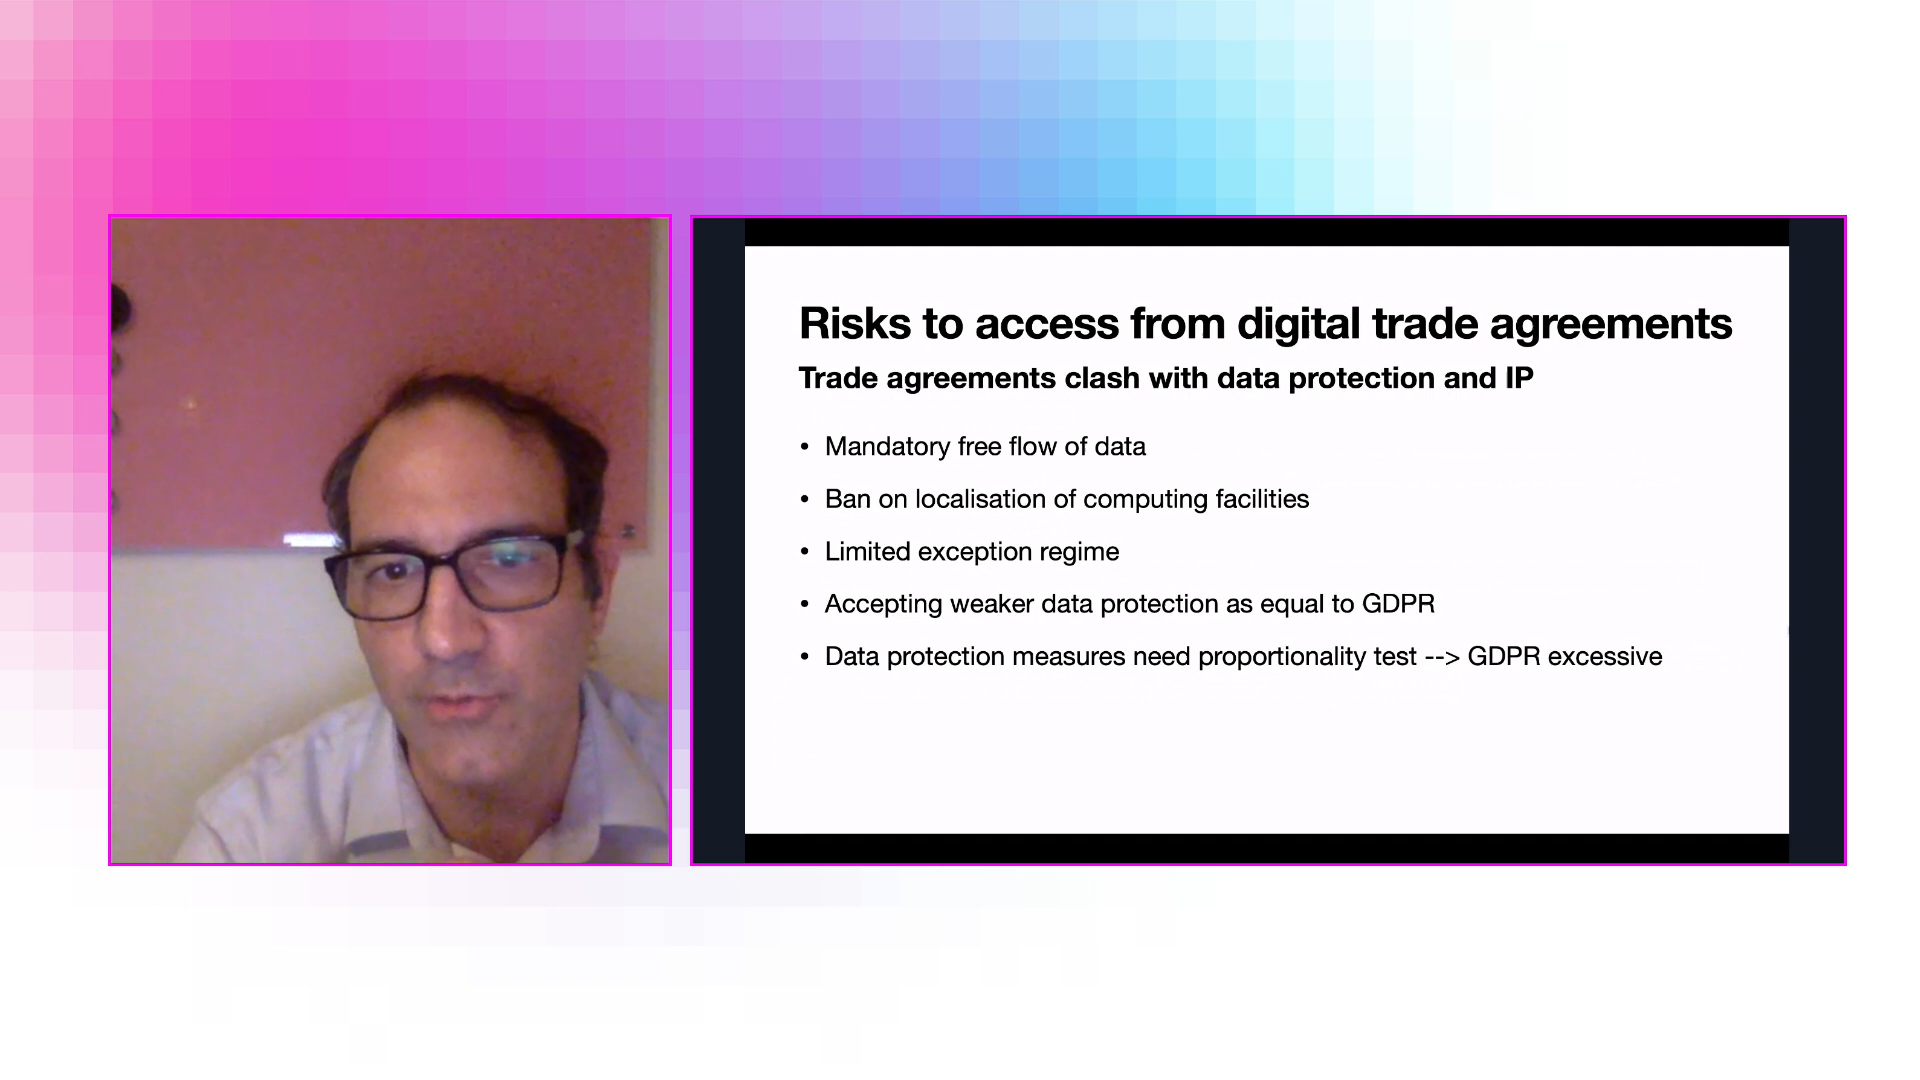 Risks to access from digital trade agreements
Trade agreements clash with data protection and IP
• Mandatory free flow of data
• Ban on localisation of computing facilities
• Limited exception regime
• Accepting weaker data protection as equal to GDPR
• Data protection measures need proportionality test --> GDPR excessive